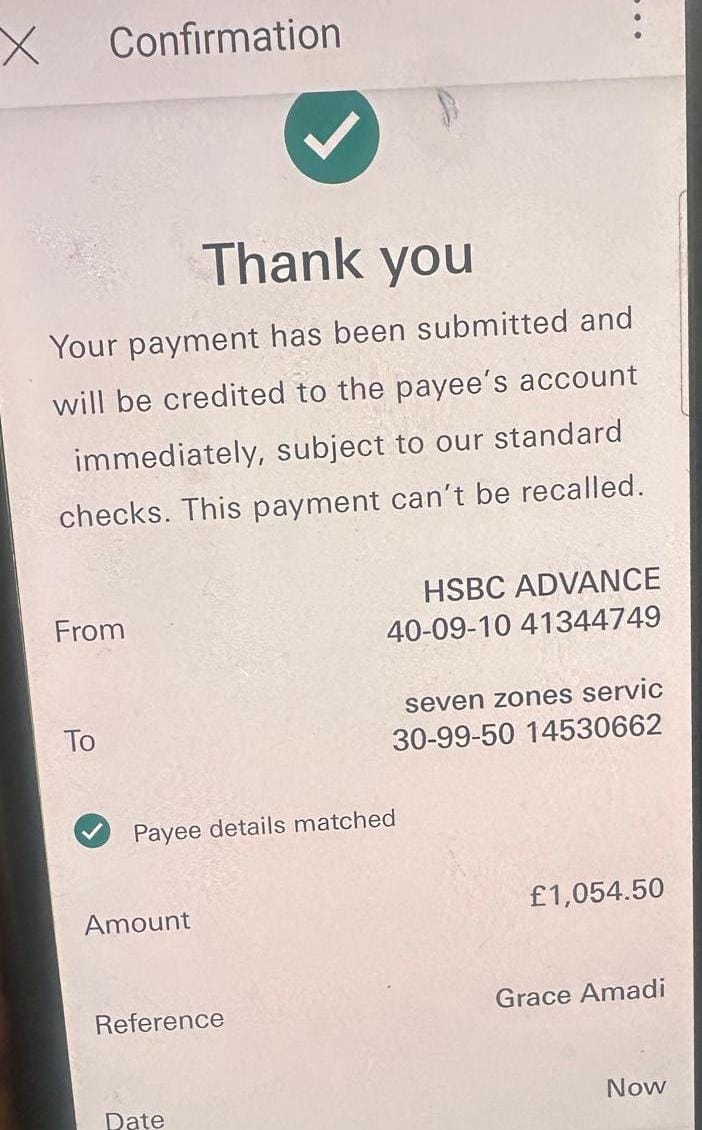 Confirmation
Thank you
Your payment has been submitted and
will be credited to the payee's account
immediately, subject to our standard
checks. This payment can't be recalled.
From
HSBC ADVANCE
40-09-10 41344749
To
seven zones servic
30-99-50 14530662
Payee details matched
Amount
£1,054.50
Reference
Grace Amadi
Date
Now